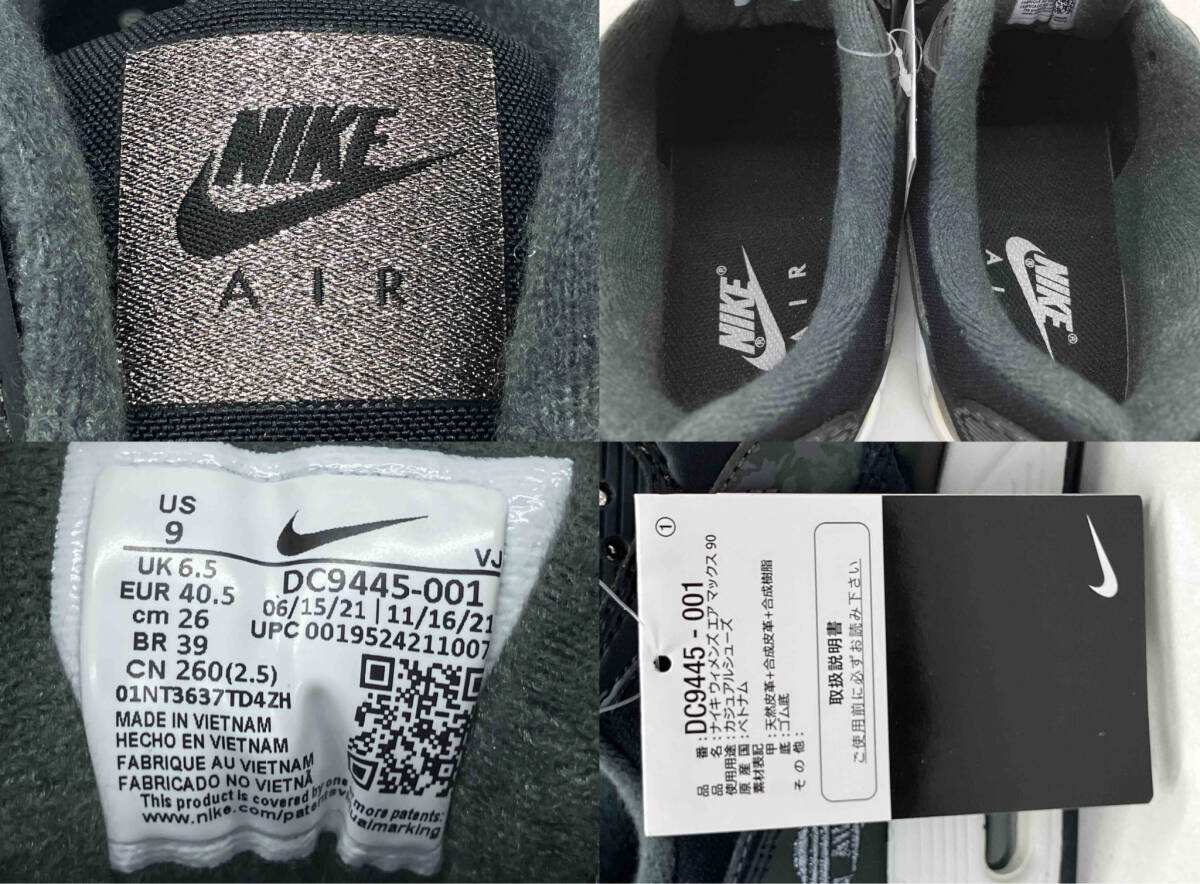 NIKE
AIR
NIKE®
®
AIR
NIKE®
®
AI
US
9
VJ
UK 6.5
EUR 40.5
cm 26
BR 39
CN 260(2.5)
DC9445-001
06/15/21 | 11/16/21
UPC 0019524211007
01NT3637TD4ZH
MADE IN VIETNAM
HECHO EN VIETNAM
FABRIQUE AU VIETNAM
FABRICADO NO VIETNÃ
This product is covered by one
more patents:
www.nike.com/patents
ualmarking
①
品番：DC9445 - 001
品名：ナイキ ウィメンズ エア マックス 90
使用用途：カジュアルシューズ
原産国：ベトナム
素材表記
甲：天然皮革+合成皮革+合成樹脂
底：ゴム底
その他：
取扱説明書
ご使用前に必ずお読み下さい